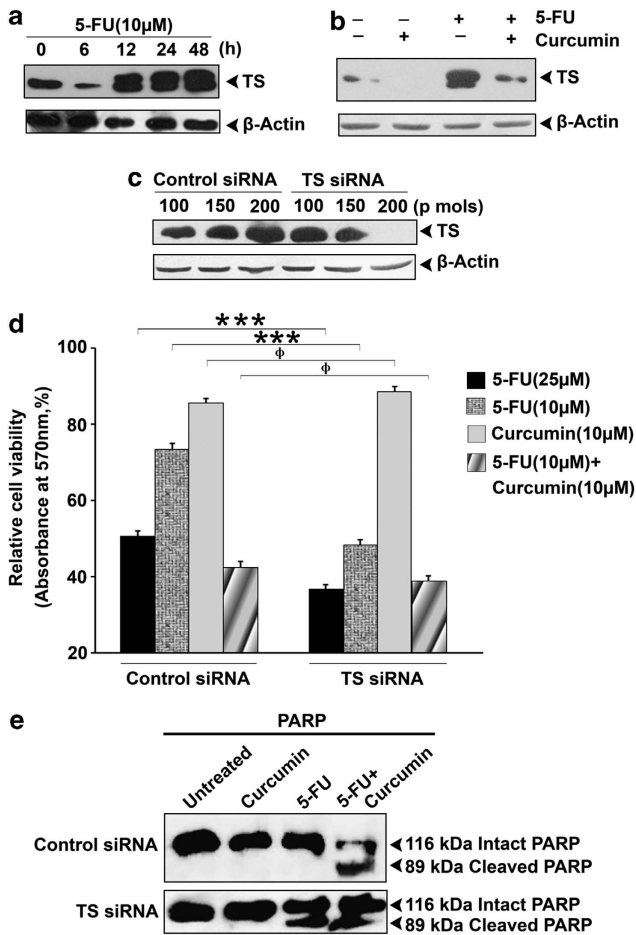 a
5-FU(10µM)
0 6 12 24 48 (h)
TS
β-Actin
b
– – + + 5-FU
– + – + Curcumin
TS
β-Actin
c
Control siRNA TS siRNA
100 150 200 100 150 200 (p mols)
TS
β-Actin
d
***
***
ϕ
ϕ
100
80
60
40
20
Relative cell viability
(Absorbance at 570nm,%)
Control siRNA TS siRNA
5-FU(25µM)
5-FU(10µM)
Curcumin(10µM)
5-FU(10µM)+
Curcumin(10µM)
e
PARP
Untreated
Curcumin
5-FU
5-FU+
Curcumin
Control siRNA
116 kDa Intact PARP
89 kDa Cleaved PARP
TS siRNA
116 kDa Intact PARP
89 kDa Cleaved PARP